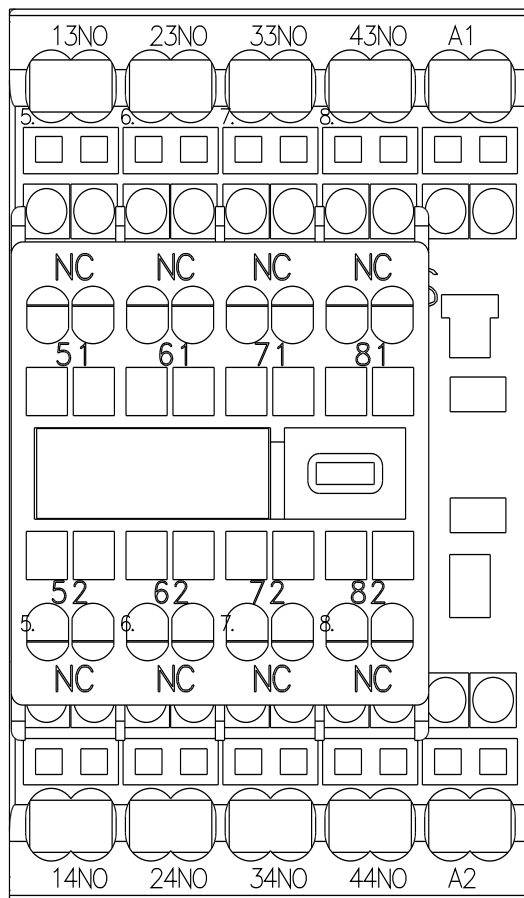 13NO 23NO 33NO 43NO A1
5. 6. 7. 8.
NC NC NC NC
51 61 71 81
52 62 72 82
5. 6. 7. 8.
NC NC NC NC
14NO 24NO 34NO 44NO A2